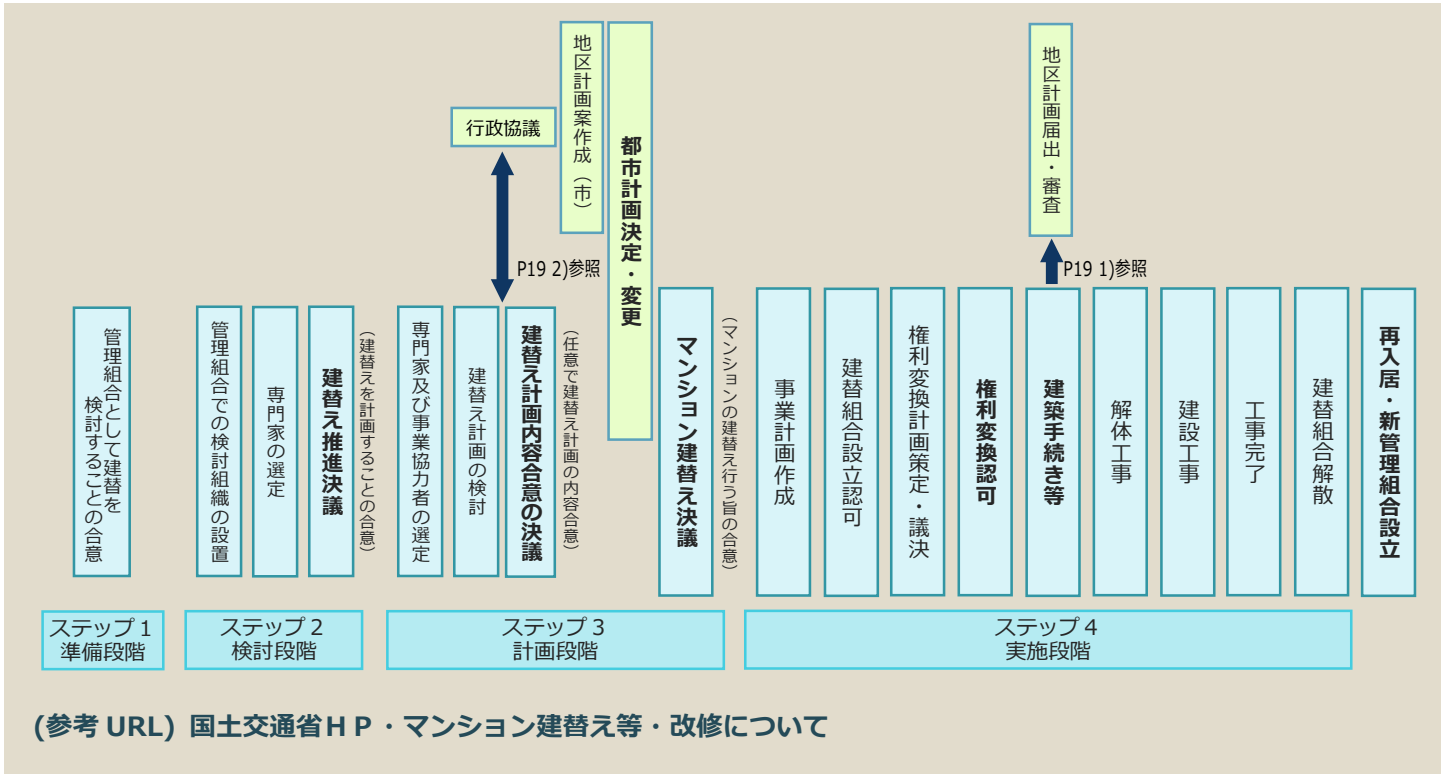 地区計画案作成（市）
都市計画決定・変更
行政協議
P19 2)参照
地区計画届出・審査
P19 1)参照
管理組合として建替を
検討することの合意
管理組合での検討組織の設置
専門家の選定
建替え推進決議
（建替えを計画することの合意）
専門家及び事業協力者の選定
建替え計画の検討
建替え計画内容合意の決議
（任意で建替え計画の内容合意）
マンション建替え決議
（マンションの建替え行う旨の合意）
事業計画作成
建替組合設立認可
権利変換計画策定・議決
権利変換認可
建築手続き等
解体工事
建設工事
工事完了
建替組合解散
再入居・新管理組合設立
ステップ１
準備段階
ステップ２
検討段階
ステップ３
計画段階
ステップ４
実施段階
(参考 URL) 国土交通省ＨＰ・マンション建替え等・改修について